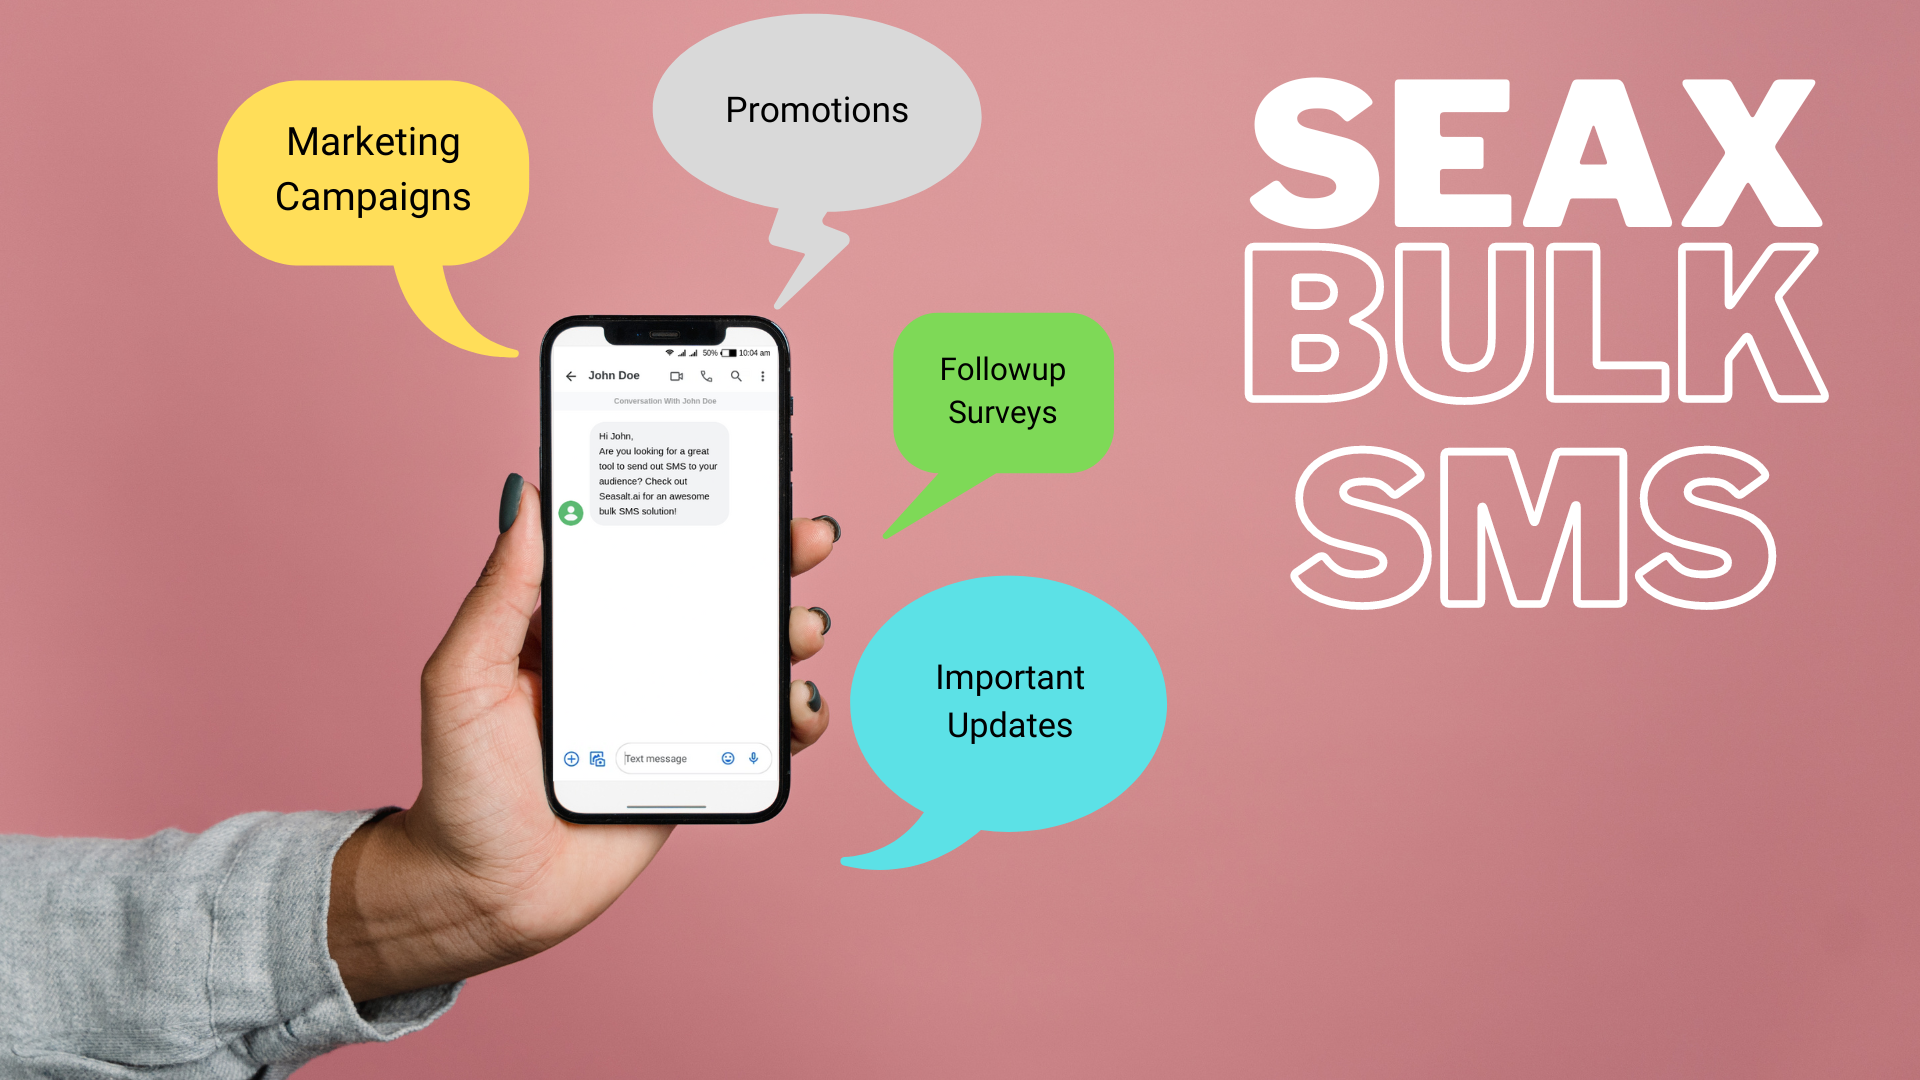 Marketing
Campaigns
Promotions
SEAX
BULK
SMS
Followup
Surveys
Important
Updates
50% 10:04 am
John Doe
Conversation With John Doe
Hi John,
Are you looking for a great
tool to send out SMS to your
audience? Check out
Seasalt.ai for an awesome
bulk SMS solution!
Text message